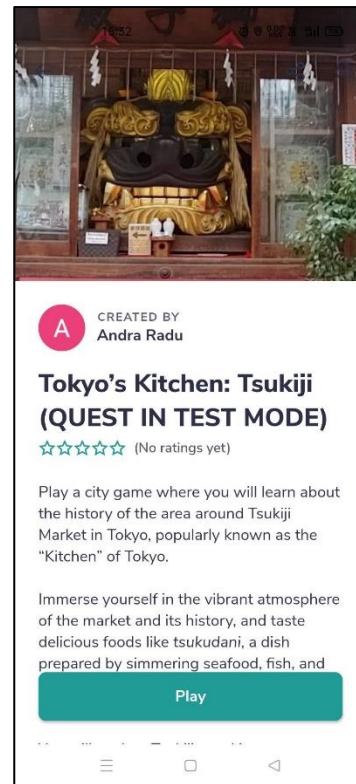 15:32
A
CREATED BY
Andra Radu
Tokyo's Kitchen: Tsukiji
(QUEST IN TEST MODE)
(No ratings yet)
Play a city game where you will learn about
the history of the area around Tsukiji
Market in Tokyo, popularly known as the
“Kitchen” of Tokyo.
Immerse yourself in the vibrant atmosphere
of the market and its history, and taste
delicious foods like tsukudani, a dish
prepared by simmering seafood, fish, and
Play